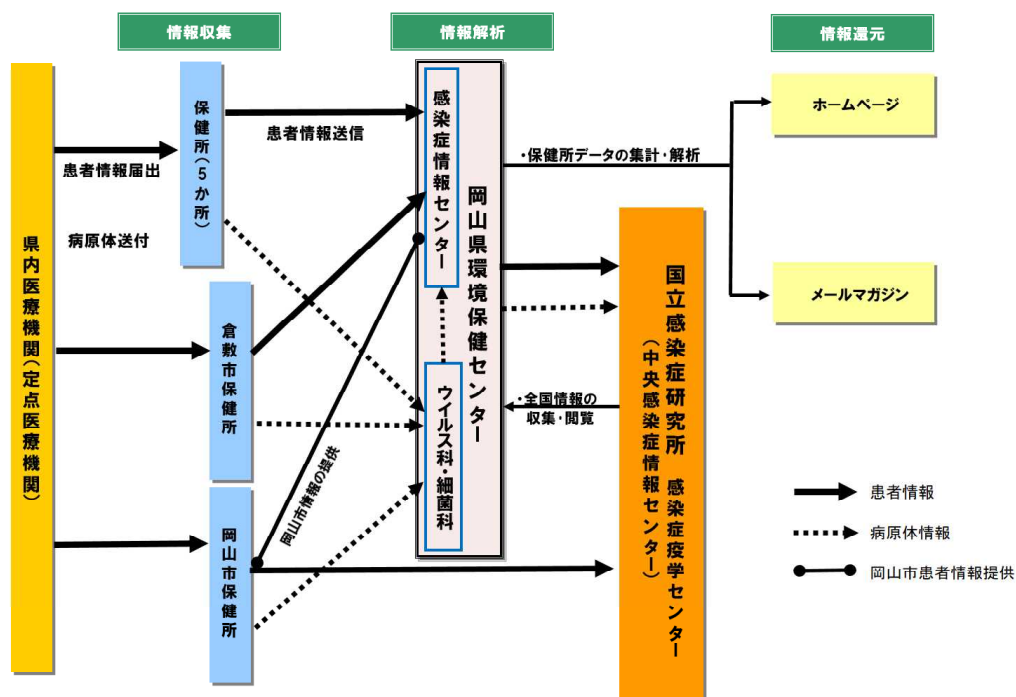 情報収集
情報解析
情報還元
県内医療機関(定点医療機関)
患者情報届出
病原体送付
保健所(5か所)
倉敷市保健所
岡山市保健所
患者情報送信
岡山市情報の提供
感染症情報センター
ウイルス科・細菌科
岡山県環境保健センター
・保健所データの集計・解析
・全国情報の
収集・閲覧
国立感染症研究所 感染症疫学センター
(中央感染症情報センター)
ホームページ
メールマガジン
患者情報
病原休情報
岡山市患者情報提供